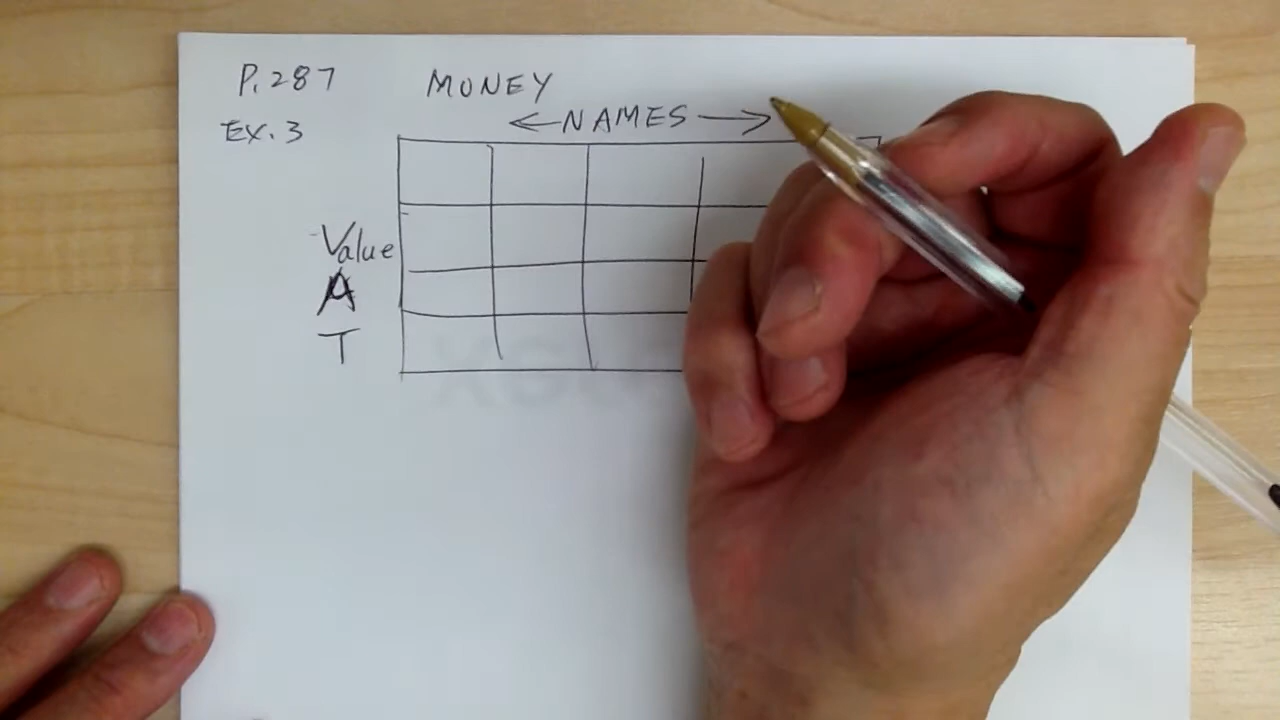 P. 287 MONEY
Ex. 3 ←NAMES→
Value
A
T